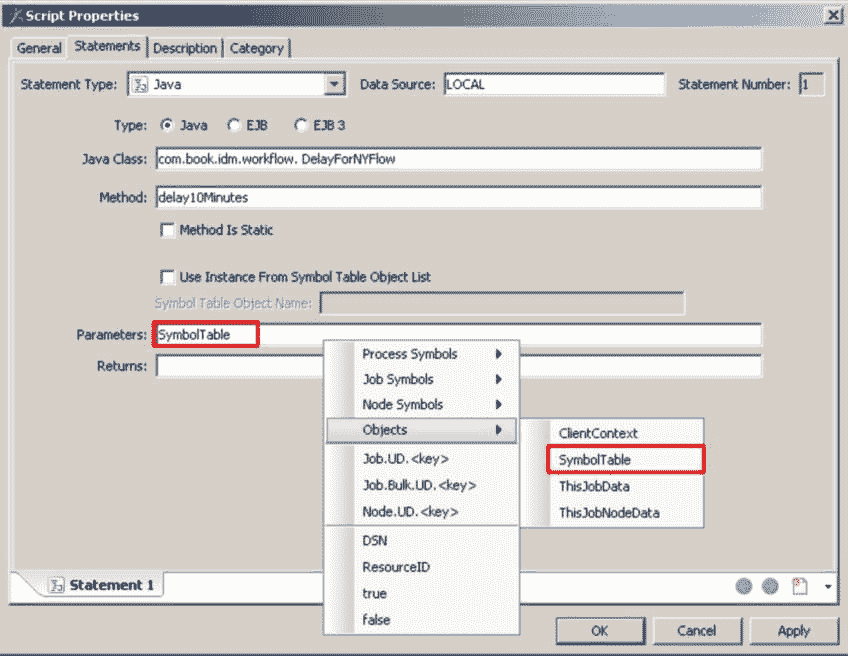 Script Properties
General Statements Description Category
Statement Type: Java Data Source: LOCAL Statement Number: 1
Type: Java EJB EJB 3
Java Class: com.book.idm.workflow. DelayForNYFlow
Method: delay10Minutes
Method Is Static
Use Instance From Symbol Table Object List
Symbol Table Object Name:
Parameters: SymbolTable
Returns:
Process Symbols
Job Symbols
Node Symbols
Objects
Job.UD.<key>
Job.Bulk.UD.<key>
Node.UD.<key>
DSN
ResourceID
true
false
ClientContext
SymbolTable
ThisJobData
ThisJobNodeData
Statement 1
OK Cancel Apply